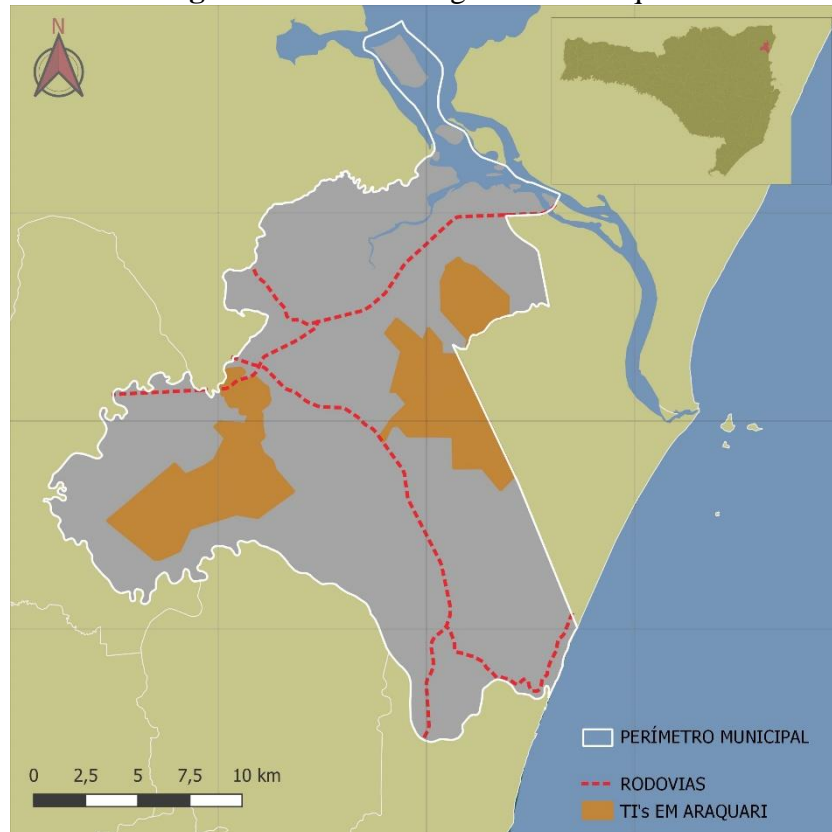 N
PERÍMETRO MUNICIPAL
RODOVIAS
TI's EM ARAQUARI
0 2,5 5 7,5 10 km